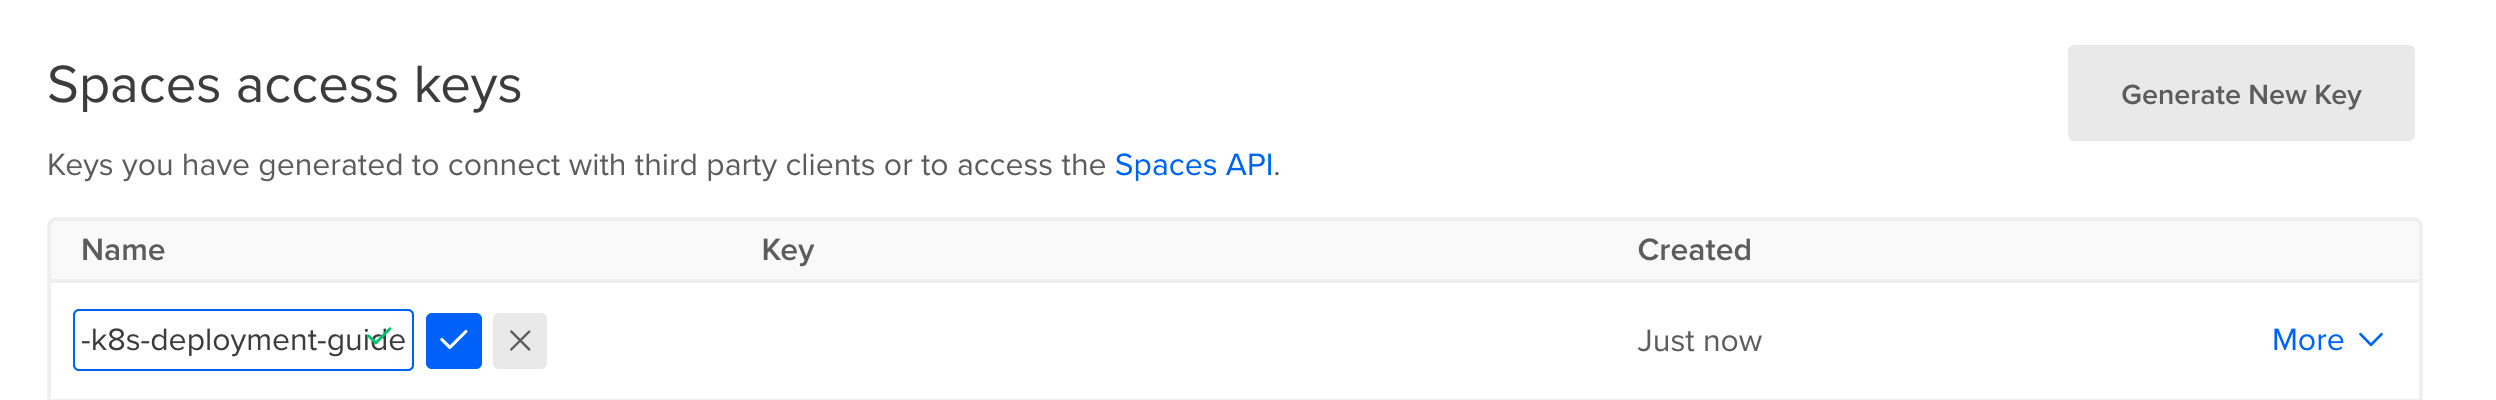 Spaces access keys
Generate New Key
Keys you have generated to connect with third party clients or to access the Spaces API.
Name Key Created
-k8s-deployment-guide Just now More